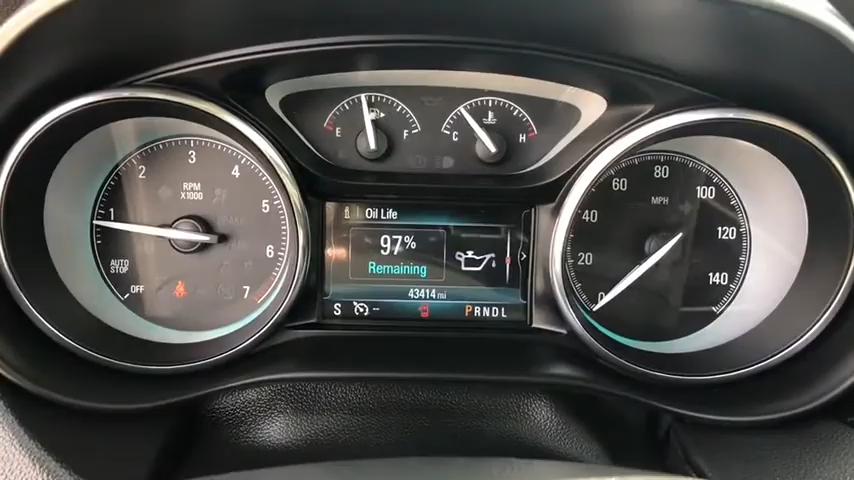 E F
C H
1 2 3 4 5 6 7
RPM
X1000
AUTO
STOP
OFF
i Oil Life
97%
Remaining
43414 mi
S --
PRNDL
0 20 40 60 80 100 120 140
MPH